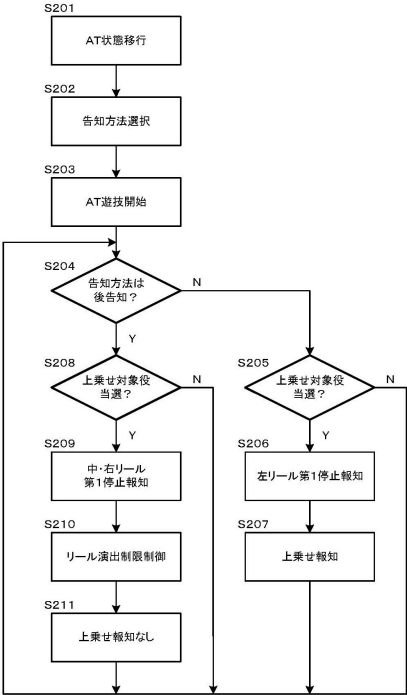 S201
AT状態移行
S202
告知方法選択
S203
AT遊技開始
S204
告知方法は
後告知？
N
Y
S208
上乗せ対象役
当選？
N
Y
S205
上乗せ対象役
当選？
N
Y
S209
中・右リール
第1停止報知
S206
左リール第1停止報知
S210
リール演出制限制御
S207
上乗せ報知
S211
上乗せ報知なし